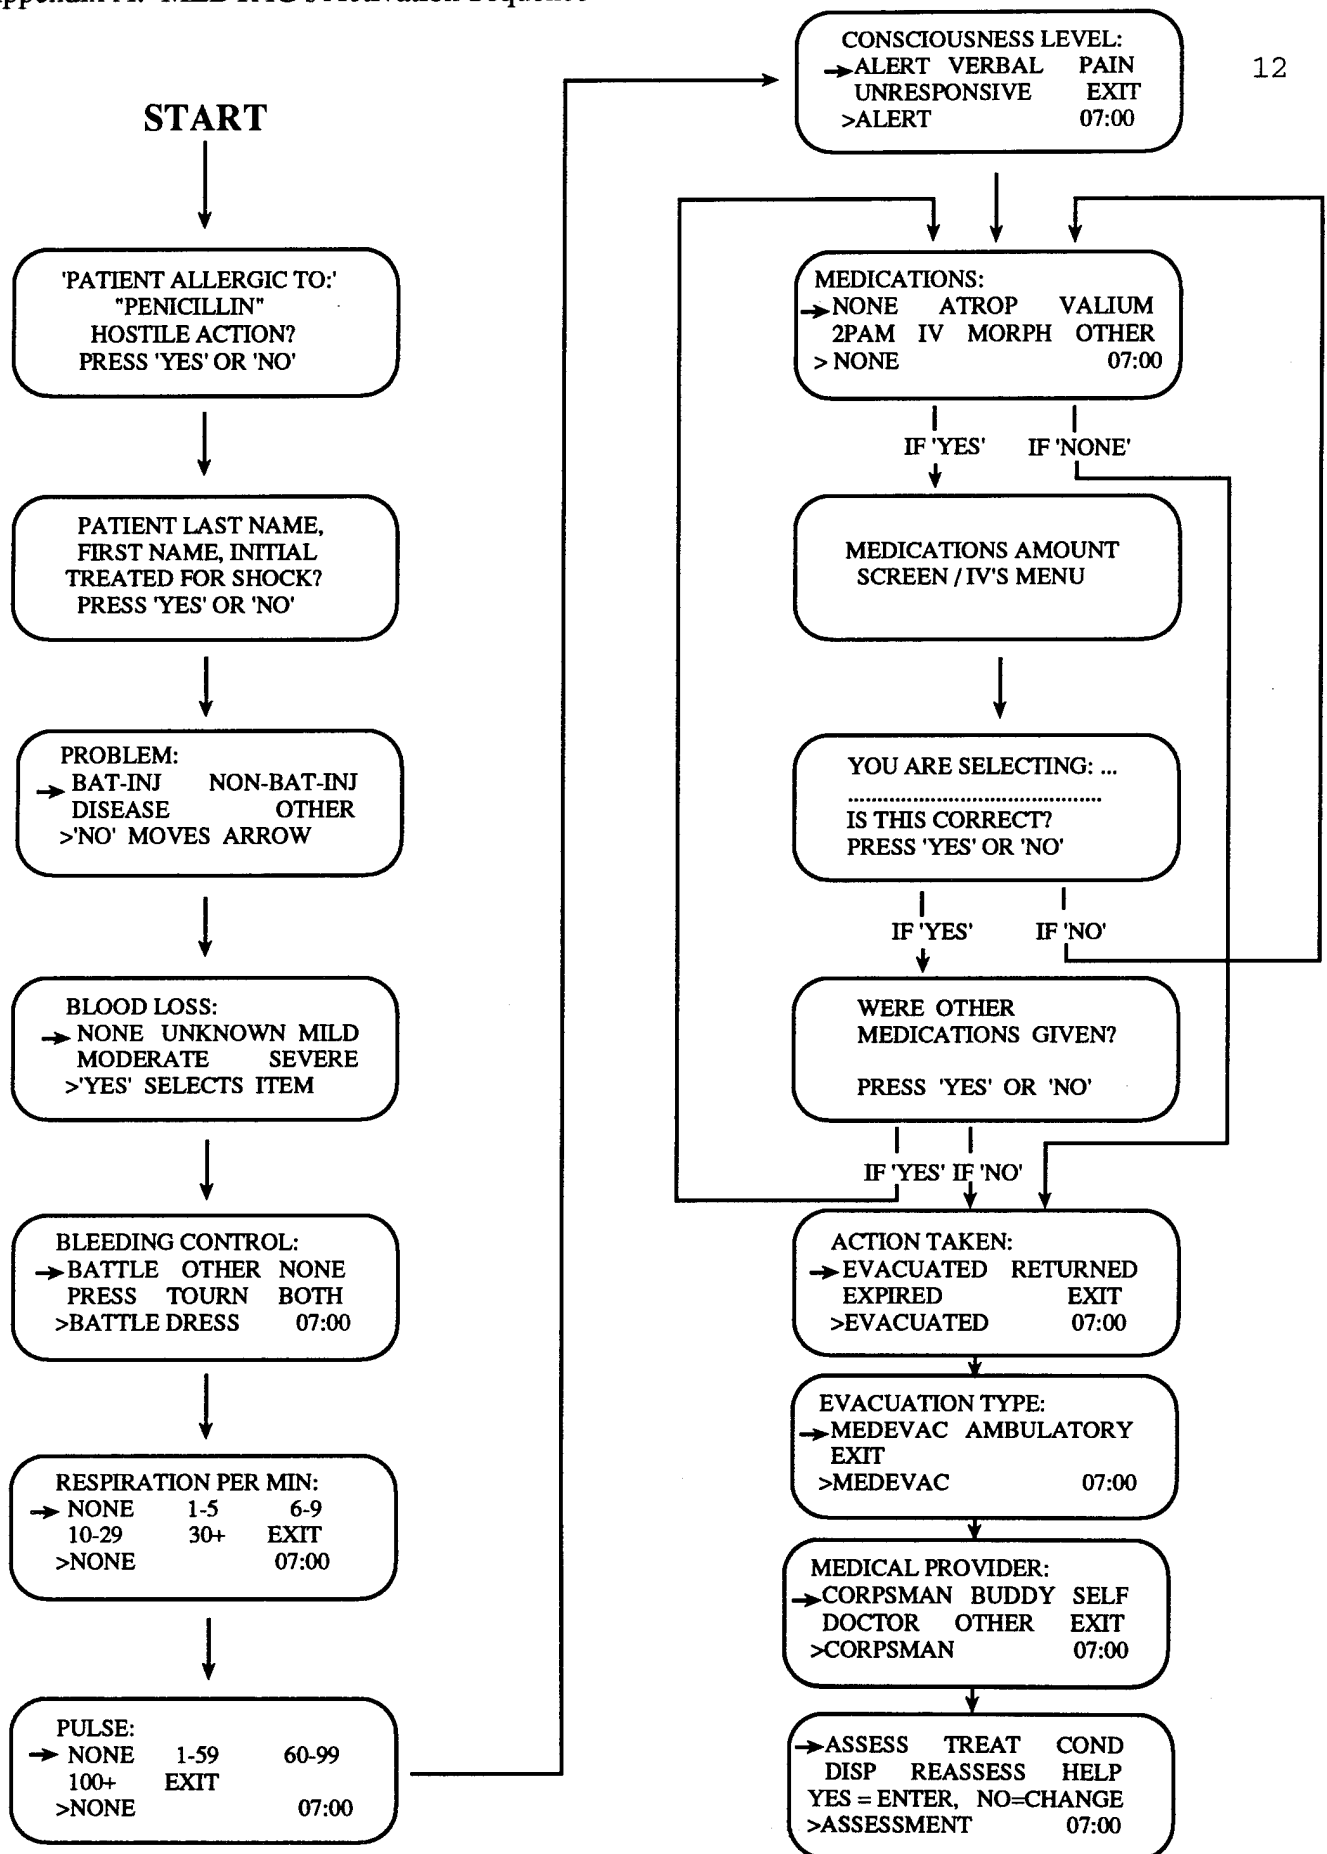 Appendix A. MEDTAG's Activation Sequence
12
START
'PATIENT ALLERGIC TO:'
"PENICILLIN"
HOSTILE ACTION?
PRESS 'YES' OR 'NO'
PATIENT LAST NAME,
FIRST NAME, INITIAL
TREATED FOR SHOCK?
PRESS 'YES' OR 'NO'
PROBLEM:
BAT-INJ NON-BAT-INJ
DISEASE OTHER
>'NO' MOVES ARROW
BLOOD LOSS:
NONE UNKNOWN MILD
MODERATE SEVERE
>'YES' SELECTS ITEM
BLEEDING CONTROL:
BATTLE OTHER NONE
PRESS TOURN BOTH
>BATTLE DRESS 07:00
RESPIRATION PER MIN:
NONE 1-5 6-9
10-29 30+ EXIT
>NONE 07:00
PULSE:
NONE 1-59 60-99
100+ EXIT
>NONE 07:00
CONSCIOUSNESS LEVEL:
ALERT VERBAL PAIN
UNRESPONSIVE EXIT
>ALERT 07:00
MEDICATIONS:
NONE ATROP VALIUM
2PAM IV MORPH OTHER
> NONE 07:00
IF 'YES' IF 'NONE'
MEDICATIONS AMOUNT
SCREEN / IV'S MENU
YOU ARE SELECTING: ...
..............................................
IS THIS CORRECT?
PRESS 'YES' OR 'NO'
IF 'YES' IF 'NO'
WERE OTHER
MEDICATIONS GIVEN?
PRESS 'YES' OR 'NO'
IF 'YES' IF 'NO'
ACTION TAKEN:
EVACUATED RETURNED
EXPIRED EXIT
>EVACUATED 07:00
EVACUATION TYPE:
MEDEVAC AMBULATORY
EXIT
>MEDEVAC 07:00
MEDICAL PROVIDER:
CORPSMAN BUDDY SELF
DOCTOR OTHER EXIT
>CORPSMAN 07:00
ASSESS TREAT COND
DISP REASSESS HELP
YES = ENTER, NO=CHANGE
>ASSESSMENT 07:00